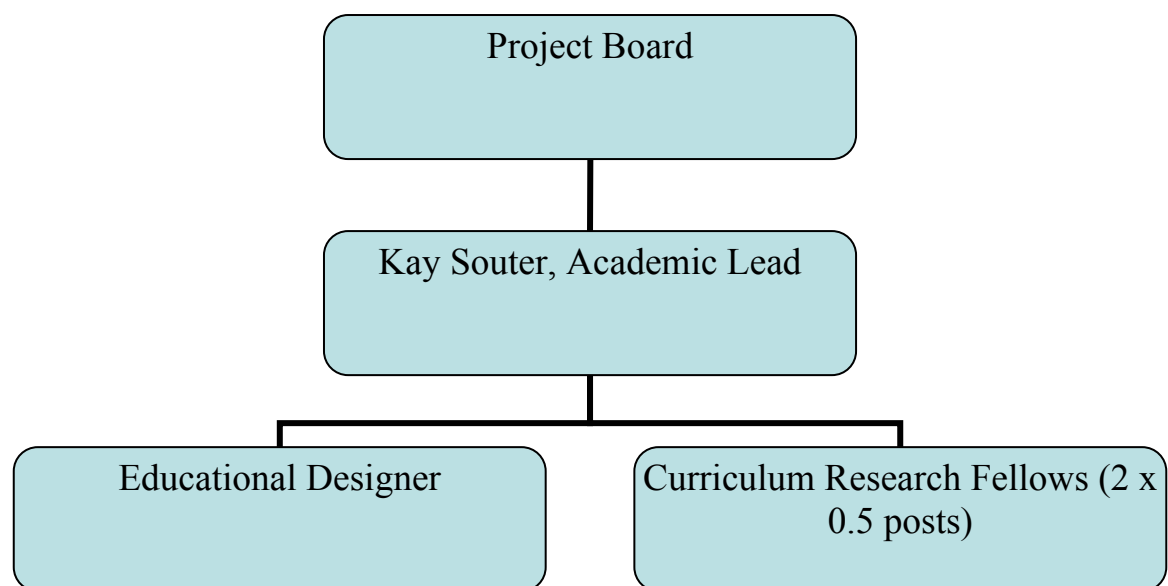 Project Board
Kay Souter, Academic Lead
Educational Designer
Curriculum Research Fellows (2 x
0.5 posts)